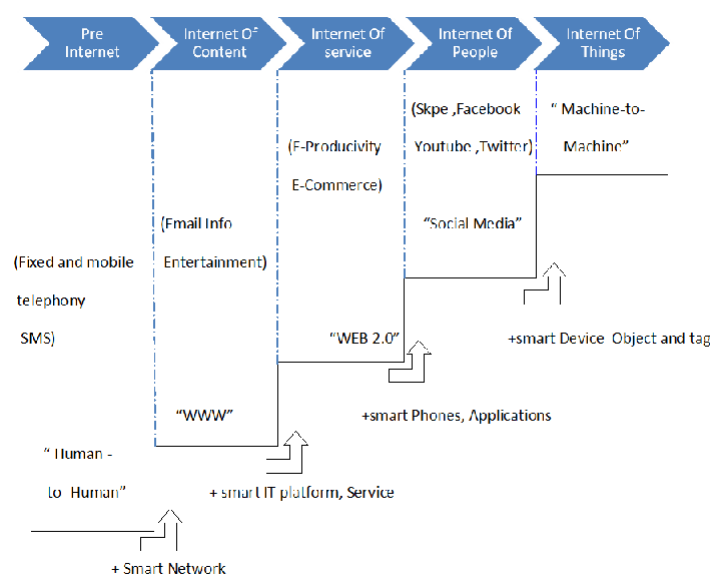 Pre
Internet
Internet Of
Content
Internet Of
service
Internet Of
People
Internet Of
Things
(Skpe ,Facebook
Youtube ,Twitter)
“ Machine-to-
Machine”
(E-Producivity
E-Commerce)
(Email Info
Entertainment)
“Social Media”
(Fixed and mobile
telephony
SMS)
“WEB 2.0”
+smart Device Object and tag
“WWW”
+smart Phones, Applications
“ Human -
to Human”
+ smart IT platform, Service
+ Smart Network